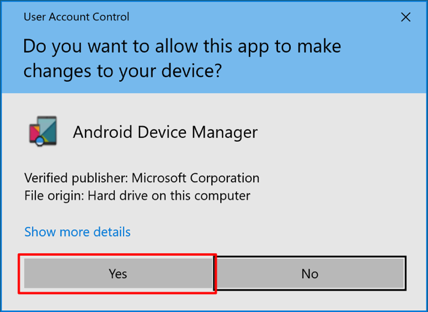 User Account Control
Do you want to allow this app to make
changes to your device?
Android Device Manager
Verified publisher: Microsoft Corporation
File origin: Hard drive on this computer
Show more details
Yes
No